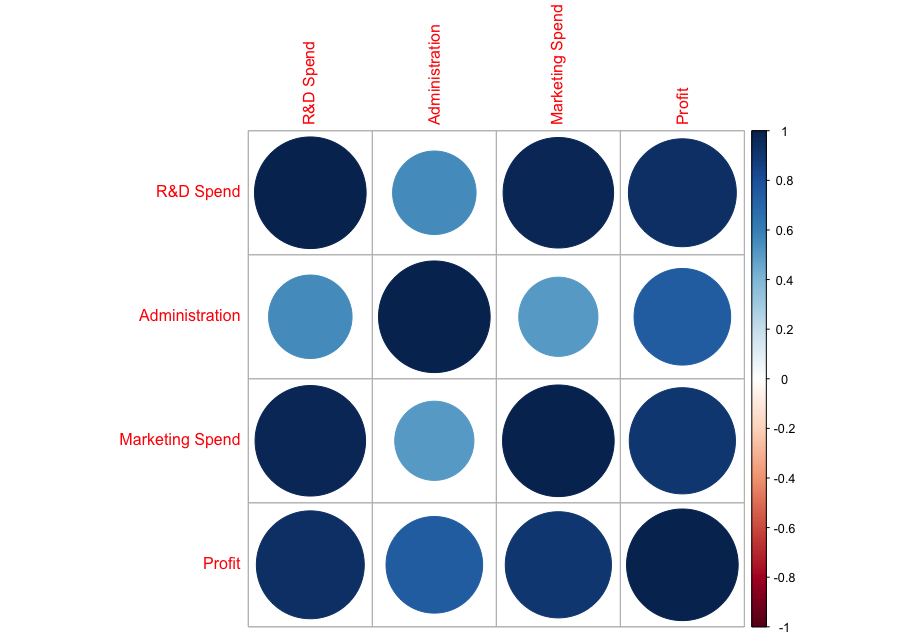 R&D Spend
Administration
Marketing Spend
Profit
R&D Spend
Administration
Marketing Spend
Profit
1
0.8
0.6
0.4
0.2
0
-0.2
-0.4
-0.6
-0.8
-1